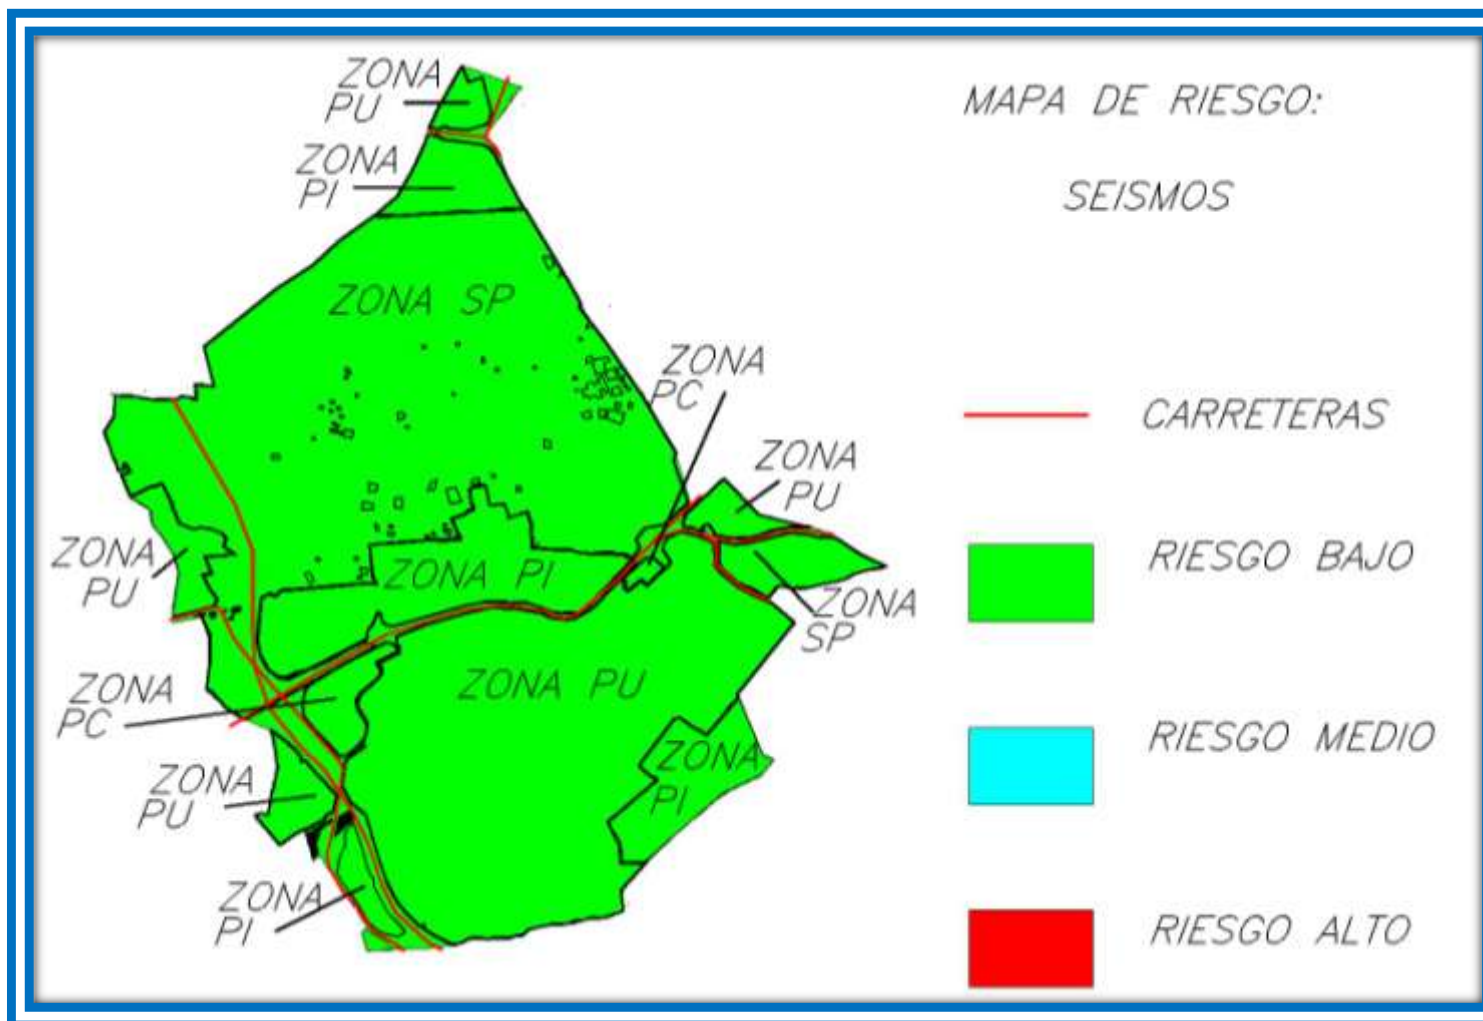 ZONA
PU
ZONA
PI
ZONA SP
ZONA
PC
ZONA
PU
ZONA
PU
ZONA PI
ZONA
SP
ZONA
PC
ZONA PU
ZONA
PI
ZONA
PU
ZONA
PI
MAPA DE RIESGO:
SEISMOS
CARRETERAS
RIESGO BAJO
RIESGO MEDIO
RIESGO ALTO